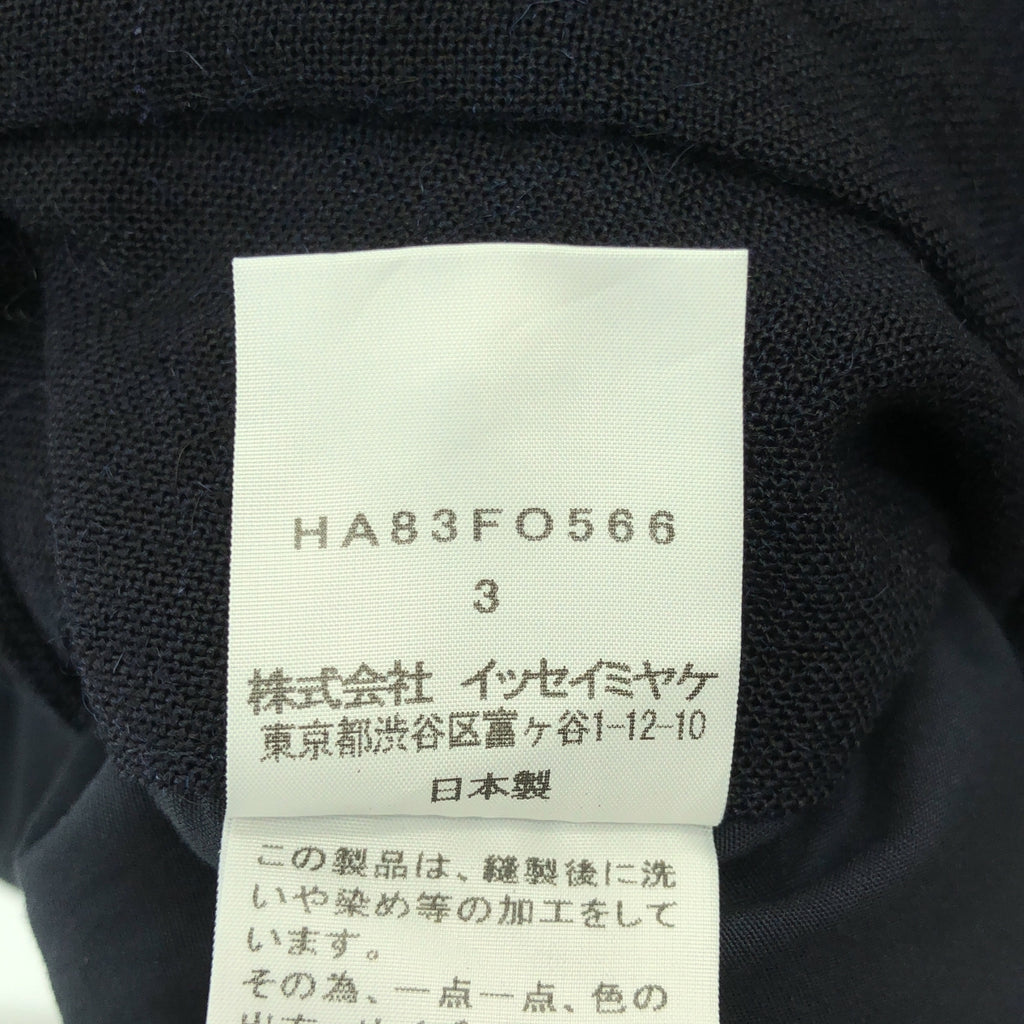 HA83FO566
3
株式会社 イッセイミヤケ
東京都渋谷区富ヶ谷1-12-10
日本製
この製品は、縫製後に洗
いや染め等の加工をして
います。
その為、一点一点、色の